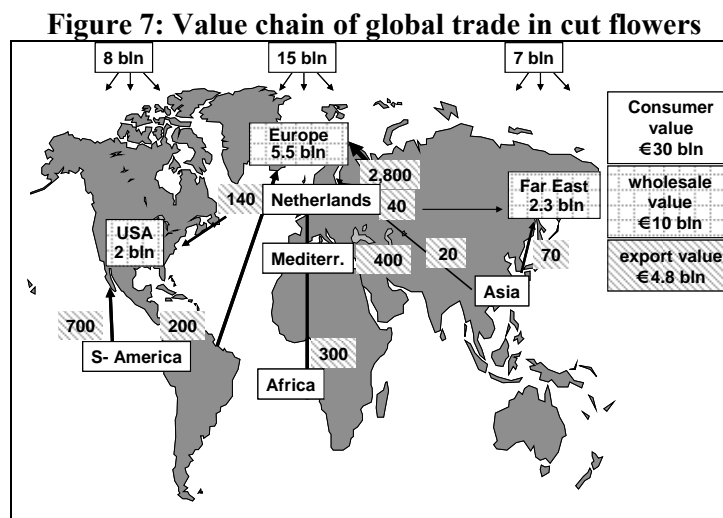 Figure 7: Value chain of global trade in cut flowers
8 bln
15 bln
7 bln
Consumer
value
€30 bln
Europe
5.5 bln
2,800
wholesale
value
€10 bln
Far East
2.3 bln
140
Netherlands
40
USA
2 bln
export value
€4.8 bln
Mediterr.
400
20
70
Asia
700
200
S- America
300
Africa